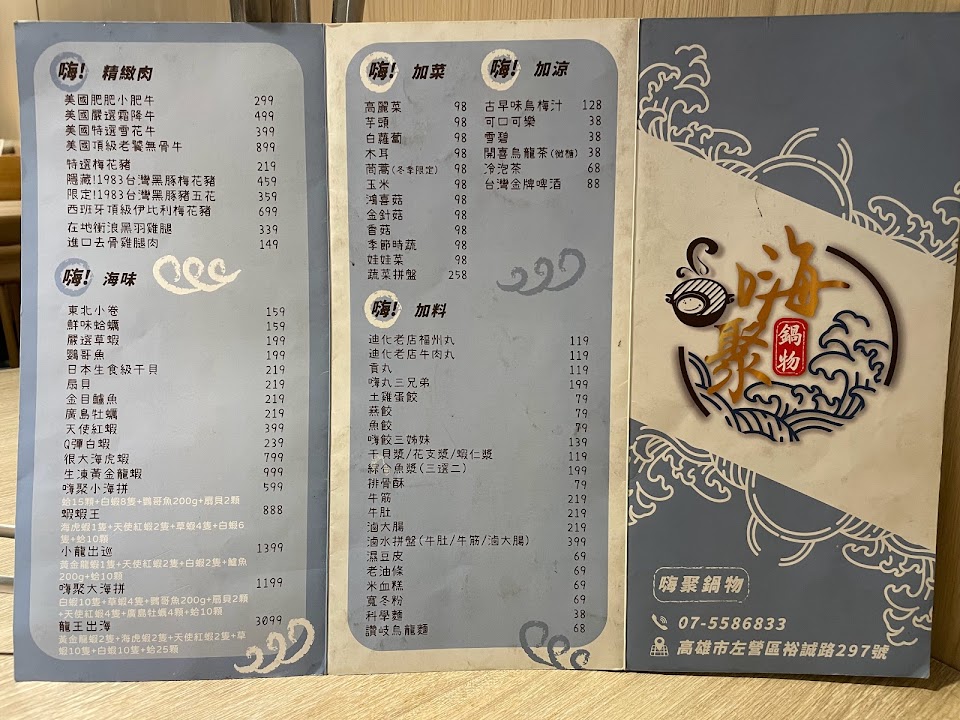 嗨! 精緻肉
美國肥肥小肥牛 299
美國嚴選霜降牛 499
美國特選雪花牛 399
美國頂級老饕無骨牛 899
特選梅花豬 219
隱藏!1983台灣黑豚梅花豬 459
限定!1983台灣黑豚豬五花 359
西班牙頂級伊比利梅花豬 699
在地衝浪黑羽雞腿 339
進口去骨雞腿肉 149
嗨! 海味
東北小卷 159
鮮味蛤蠣 159
嚴選草蝦 199
鸚哥魚 199
日本生食級干貝 219
扇貝 219
金目鱸魚 219
廣島牡蠣 219
天使紅蝦 399
Q彈白蝦 239
很大海虎蝦 799
生凍黃金龍蝦 999
嗨聚小海拼 599
蛤15顆+白蝦8隻+鸚哥魚200g+扇貝2顆
蝦蝦王 888
海虎蝦1隻+天使紅蝦2隻+草蝦4隻+白蝦6
隻+蛤10顆
小龍出巡 1399
黃金龍蝦1隻+天使紅蝦2隻+白蝦2隻+鱸魚
200g+蛤10顆
嗨聚大海拼 1199
白蝦10隻+草蝦4隻+鸚哥魚200g+扇貝2顆
+天使紅蝦4隻+廣島牡蠣4顆+蛤10顆
龍王出海 3099
黃金龍蝦2隻+海虎蝦2隻+天使紅蝦2隻+草
蝦10隻+白蝦10隻+蛤25顆
嗨! 加菜
高麗菜 98
芋頭 98
白蘿蔔 98
木耳 98
茼蒿(冬季限定) 98
玉米 98
鴻喜菇 98
金針菇 98
香菇 98
季節時蔬 98
娃娃菜 98
蔬菜拼盤 258
嗨! 加涼
古早味烏梅汁 128
可口可樂 38
雪碧 38
開喜烏龍茶(微糖) 38
冷泡茶 68
台灣金牌啤酒 88
嗨! 加料
迪化老店福州丸 119
迪化老店牛肉丸 119
貢丸 119
嗨丸三兄弟 199
土雞蛋餃 79
燕餃 79
魚餃 79
嗨餃三姊妹 139
干貝漿/花支漿/蝦仁漿 119
綜合魚漿(三選二) 199
排骨酥 79
牛筋 219
牛肚 219
滷大腸 219
滷水拼盤(牛肚/牛筋/滷大腸) 399
濕豆皮 69
老油條 69
米血糕 69
寬冬粉 69
科學麵 38
讚岐烏龍麵 68
嗨聚
鍋物
嗨聚鍋物
07-5586833
高雄市左營區裕誠路297號